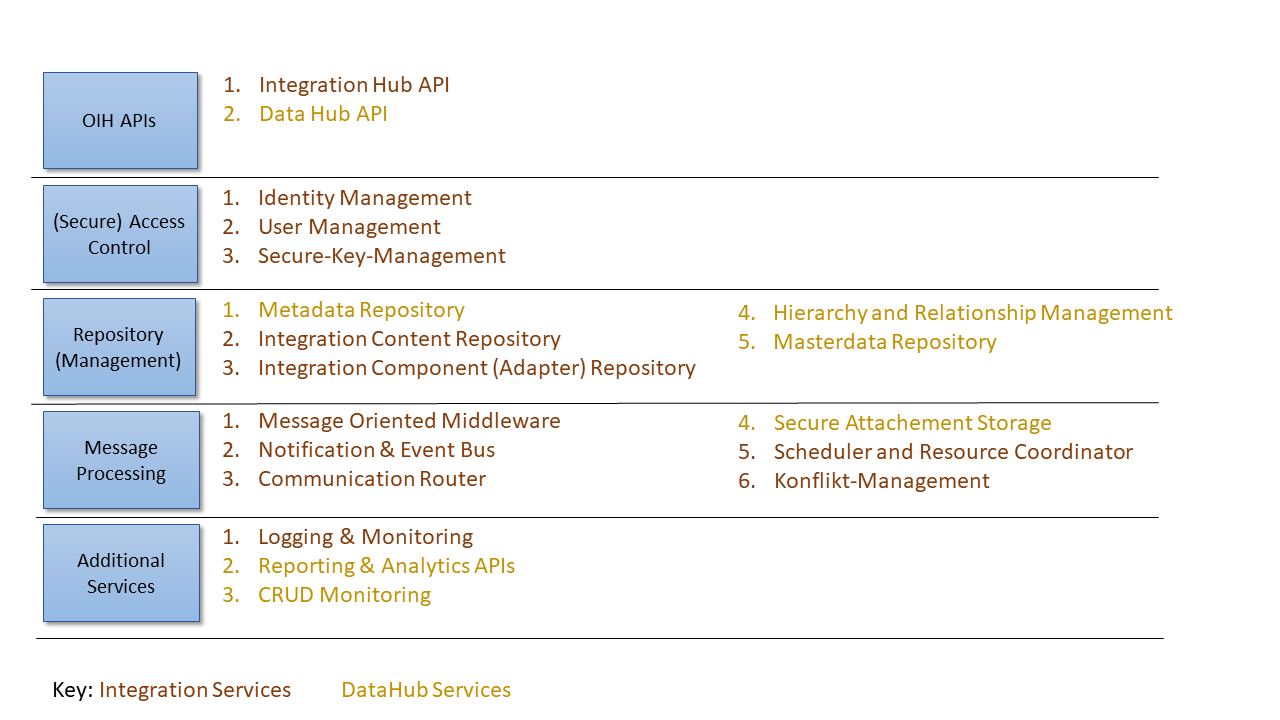 OIH APIs
1. Integration Hub API
2. Data Hub API
(Secure) Access
Control
1. Identity Management
2. User Management
3. Secure-Key-Management
Repository
(Management)
1. Metadata Repository
2. Integration Content Repository
3. Integration Component (Adapter) Repository
4. Hierarchy and Relationship Management
5. Masterdata Repository
Message
Processing
1. Message Oriented Middleware
2. Notification & Event Bus
3. Communication Router
4. Secure Attachement Storage
5. Scheduler and Resource Coordinator
6. Konflikt-Management
Additional
Services
1. Logging & Monitoring
2. Reporting & Analytics APIs
3. CRUD Monitoring
Key: Integration Services DataHub Services